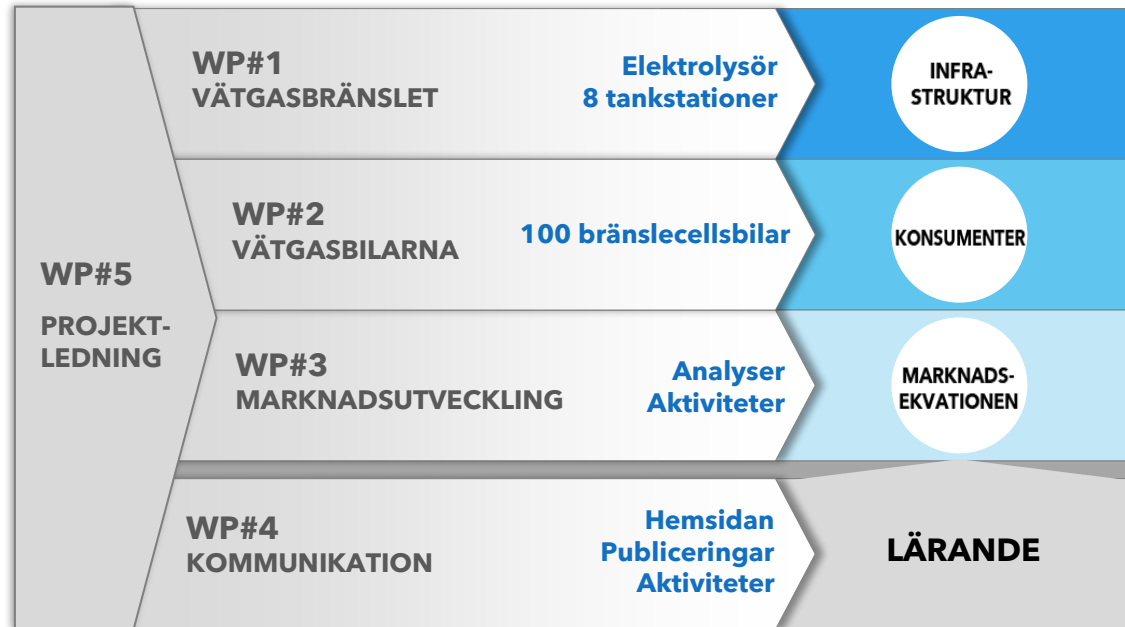 WP#5
PROJEKT-
LEDNING
WP#1
VÄTGASBRÄNSLET
Elektrolysör
8 tankstationer
INFRA-
STRUKTUR
WP#2
VÄTGASBILARNA
100 bränslecellsbilar
KONSUMENTER
WP#3
MARKNADSUTVECKLING
Analyser
Aktiviteter
MARKNADS-
EKVATIONEN
WP#4
KOMMUNIKATION
Hemsidan
Publiceringar
Aktiviteter
LÄRANDE